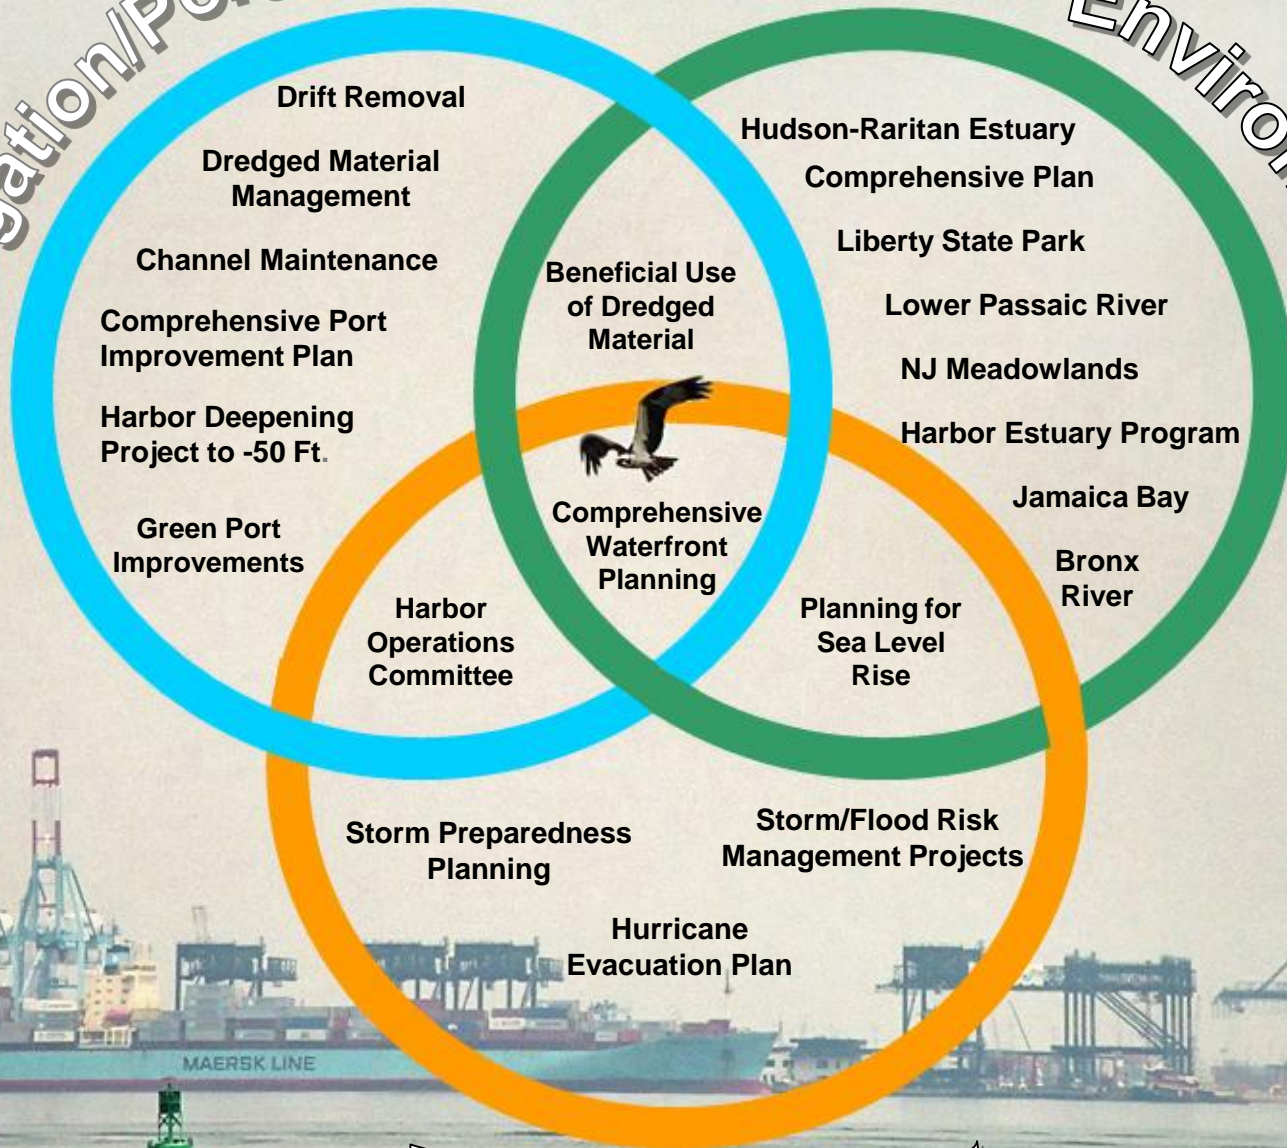 Drift Removal
Dredged Material
Management
Channel Maintenance
Comprehensive Port
Improvement Plan
Harbor Deepening
Project to -50 Ft.
Green Port
Improvements
Hudson-Raritan Estuary
Comprehensive Plan
Liberty State Park
Lower Passaic River
NJ Meadowlands
Harbor Estuary Program
Jamaica Bay
Bronx
River
Beneficial Use
of Dredged
Material
Comprehensive
Waterfront
Planning
Harbor
Operations
Committee
Planning for
Sea Level
Rise
Storm Preparedness
Planning
Storm/Flood Risk
Management Projects
Hurricane
Evacuation Plan
MAERSK LINE